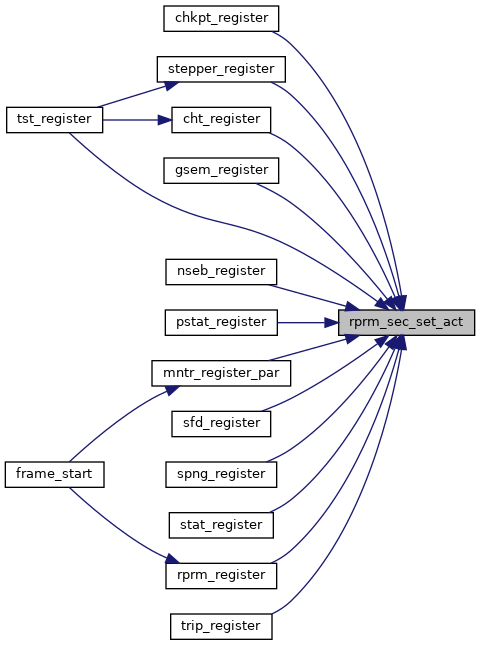 chkpt_register
stepper_register
tst_register
cht_register
gsem_register
nseb_register
rprm_sec_set_act
pstat_register
mntr_register_par
sfd_register
frame_start
spng_register
stat_register
rprm_register
trip_register